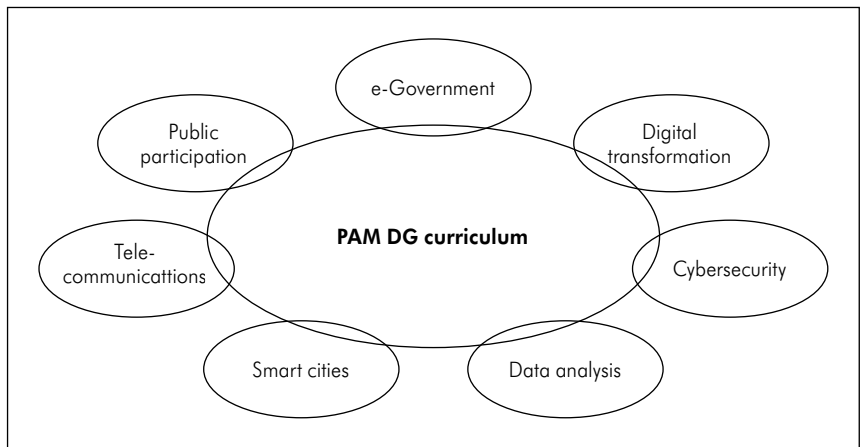 e-Government
Public
participation
Digital
transformation
PAM DG curriculum
Tele-
communicattions
Cybersecurity
Smart cities
Data analysis